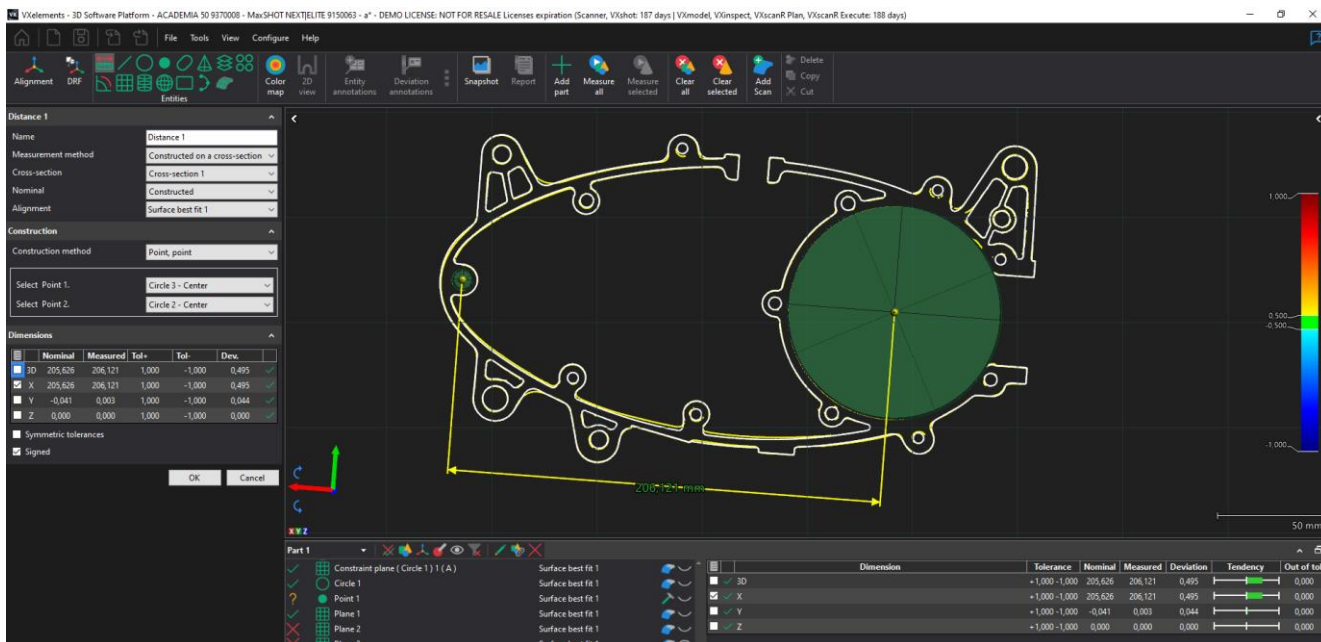 VXelements - 3D Software Platform - ACADEMIA 50 9370008 - MaxSHOT NEXT|ELITE 9150063 - a* - DEMO LICENSE: NOT FOR RESALE Licenses expiration (Scanner, VXshot: 187 days | VXmodel, VXinspect, VXscanR Plan, VXscanR Execute: 188 days)
File Tools View Configure Help
Alignment DRF Entities Color map 2D view Entity annotations Deviation annotations Snapshot Report Add part Measure all Measure selected Clear all Clear selected Add Scan Delete Copy Cut
Distance 1
Name Distance 1
Measurement method Constructed on a cross-section
Cross-section Cross-section 1
Nominal Constructed
Alignment Surface best fit 1
Construction
Construction method Point, point
Select Point 1. Circle 3 - Center
Select Point 2. Circle 2 - Center
Dimensions
Nominal Measured Tol+ Tol- Dev.
3D 205,626 206,121 1,000 -1,000 0,495
X 205,626 206,121 1,000 -1,000 0,495
Y -0,041 0,003 1,000 -1,000 0,044
Z 0,000 0,000 1,000 -1,000 0,000
Symmetric tolerances
Signed
OK Cancel
206,121 mm
X Y Z
1,000
0,500
-0,500
-1,000
50 mm
Part 1
Constraint plane ( Circle 1 ) 1 ( A ) Surface best fit 1
Circle 1 Surface best fit 1
Point 1 Surface best fit 1
Plane 1 Surface best fit 1
Plane 2 Surface best fit 1
Dimension Tolerance Nominal Measured Deviation Tendency Out of tol
3D +1,000 -1,000 205,626 206,121 0,495 0,000
X +1,000 -1,000 205,626 206,121 0,495 0,000
Y +1,000 -1,000 -0,041 0,003 0,044 0,000
Z +1,000 -1,000 0,000 0,000 0,000 0,000